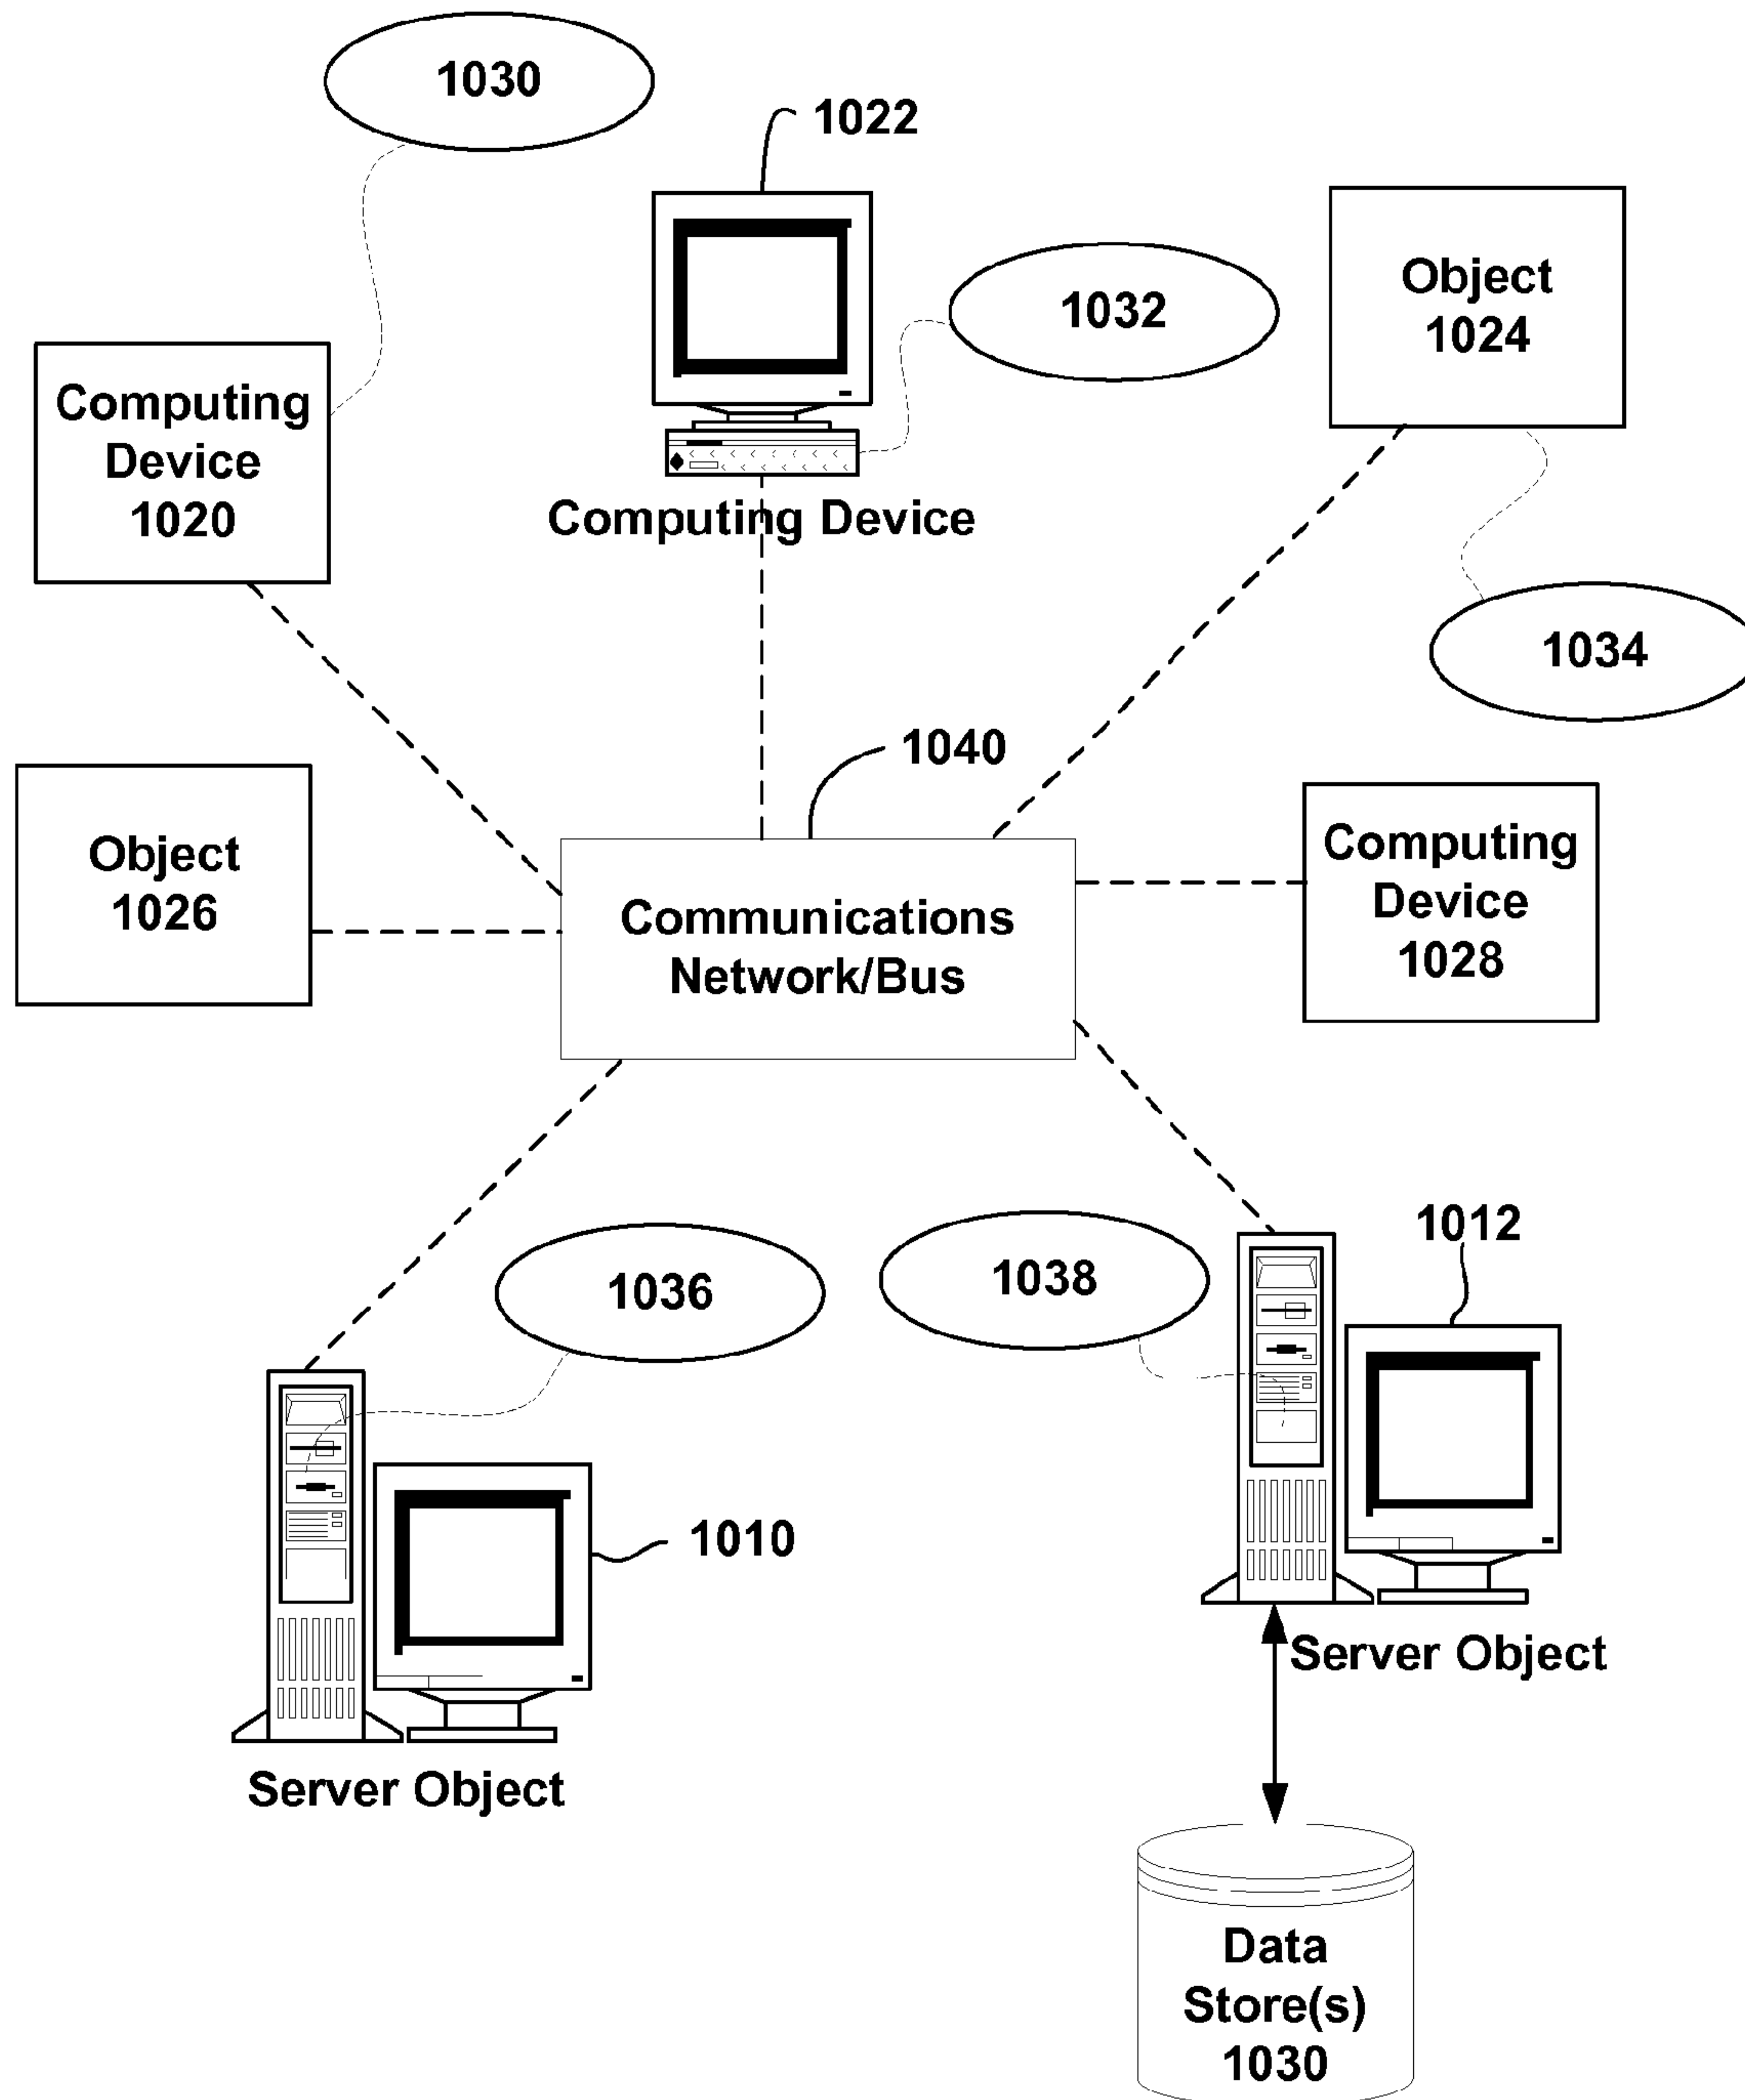 1030
1022
Object
1024
1032
Computing
Device
1020
Computing Device
1034
1040
Object
1026
Communications
Network/Bus
Computing
Device
1028
1012
1036
1038
1010
Server Object
Server Object
Data
Store(s)
1030